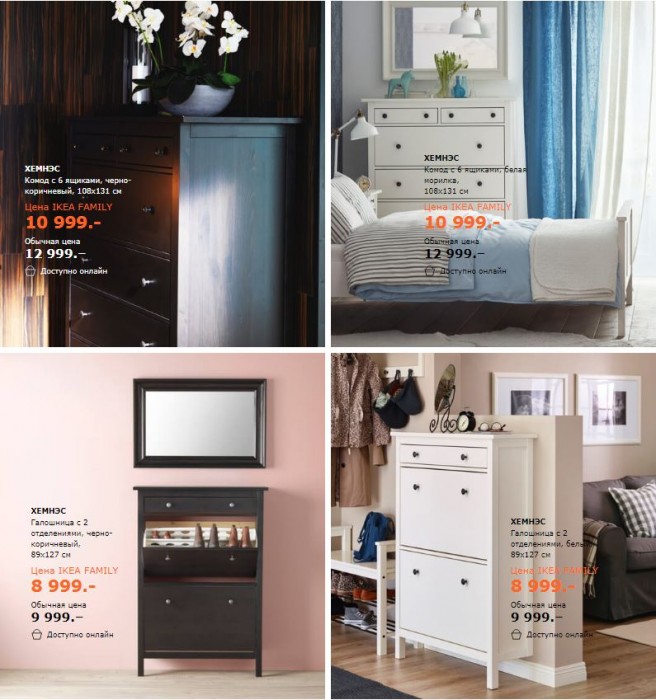 ХЕМНЭС
Комод с 6 ящиками, черно-
коричневый, 108x131 см
Цена IKEA FAMILY
10 999.–
Обычная цена
12 999.–
Доступно онлайн
ХЕМНЭС
Комод с 6 ящиками, белая
морилка,
108x131 см
Цена IKEA FAMILY
10 999.–
Обычная цена
12 999.–
Доступно онлайн
ХЕМНЭС
Галошница с 2
отделениями, черно-
коричневый,
89x127 см
Цена IKEA FAMILY
8 999.–
Обычная цена
9 999.–
Доступно онлайн
ХЕМНЭС
Галошница с 2
отделениями, белый
89x127 см
Цена IKEA FAMILY
8 999.–
Обычная цена
9 999.–
Доступно онлайн